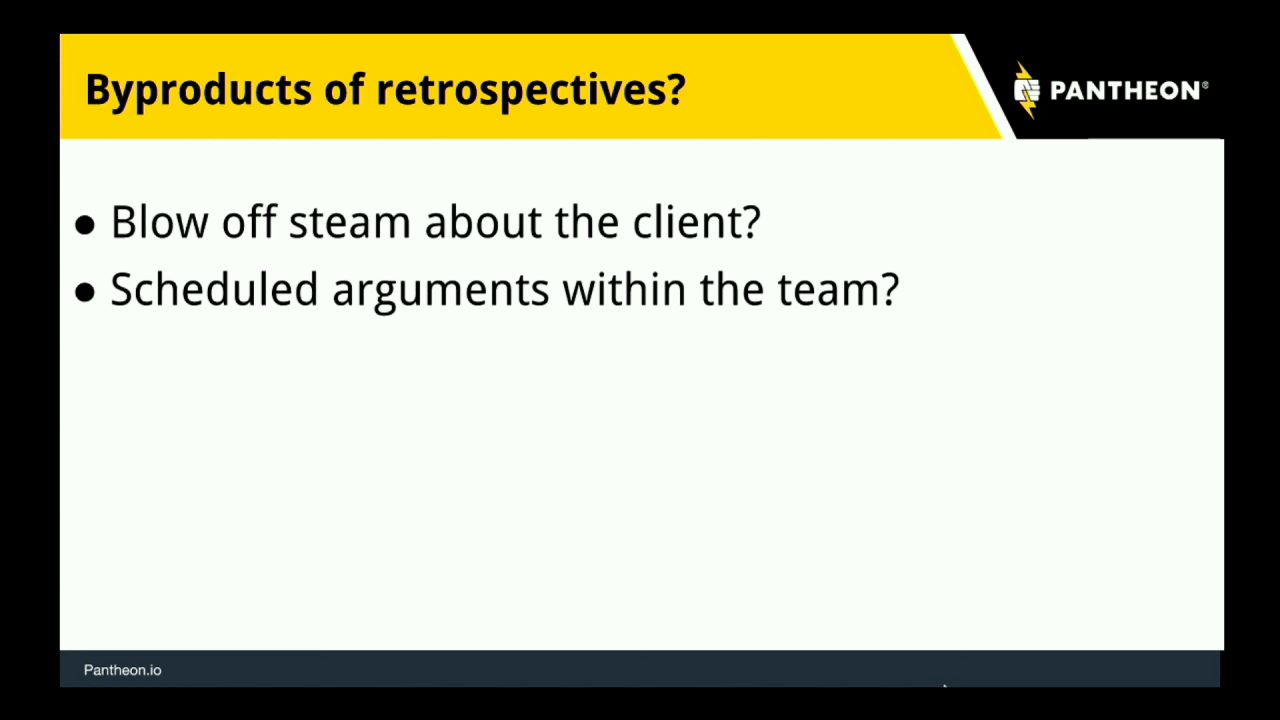 Byproducts of retrospectives?
PANTHEON®
● Blow off steam about the client?
● Scheduled arguments within the team?
Pantheon.io